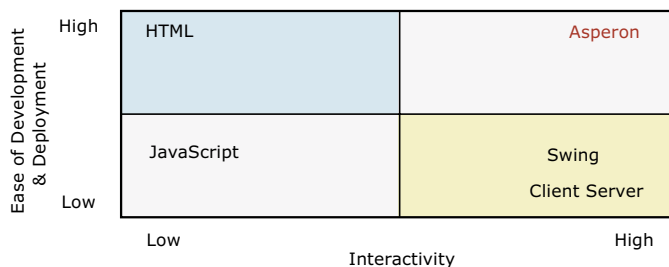 High
HTML
Asperon
Ease of Development
& Deployment
JavaScript
Swing
Client Server
Low
Low
High
Interactivity